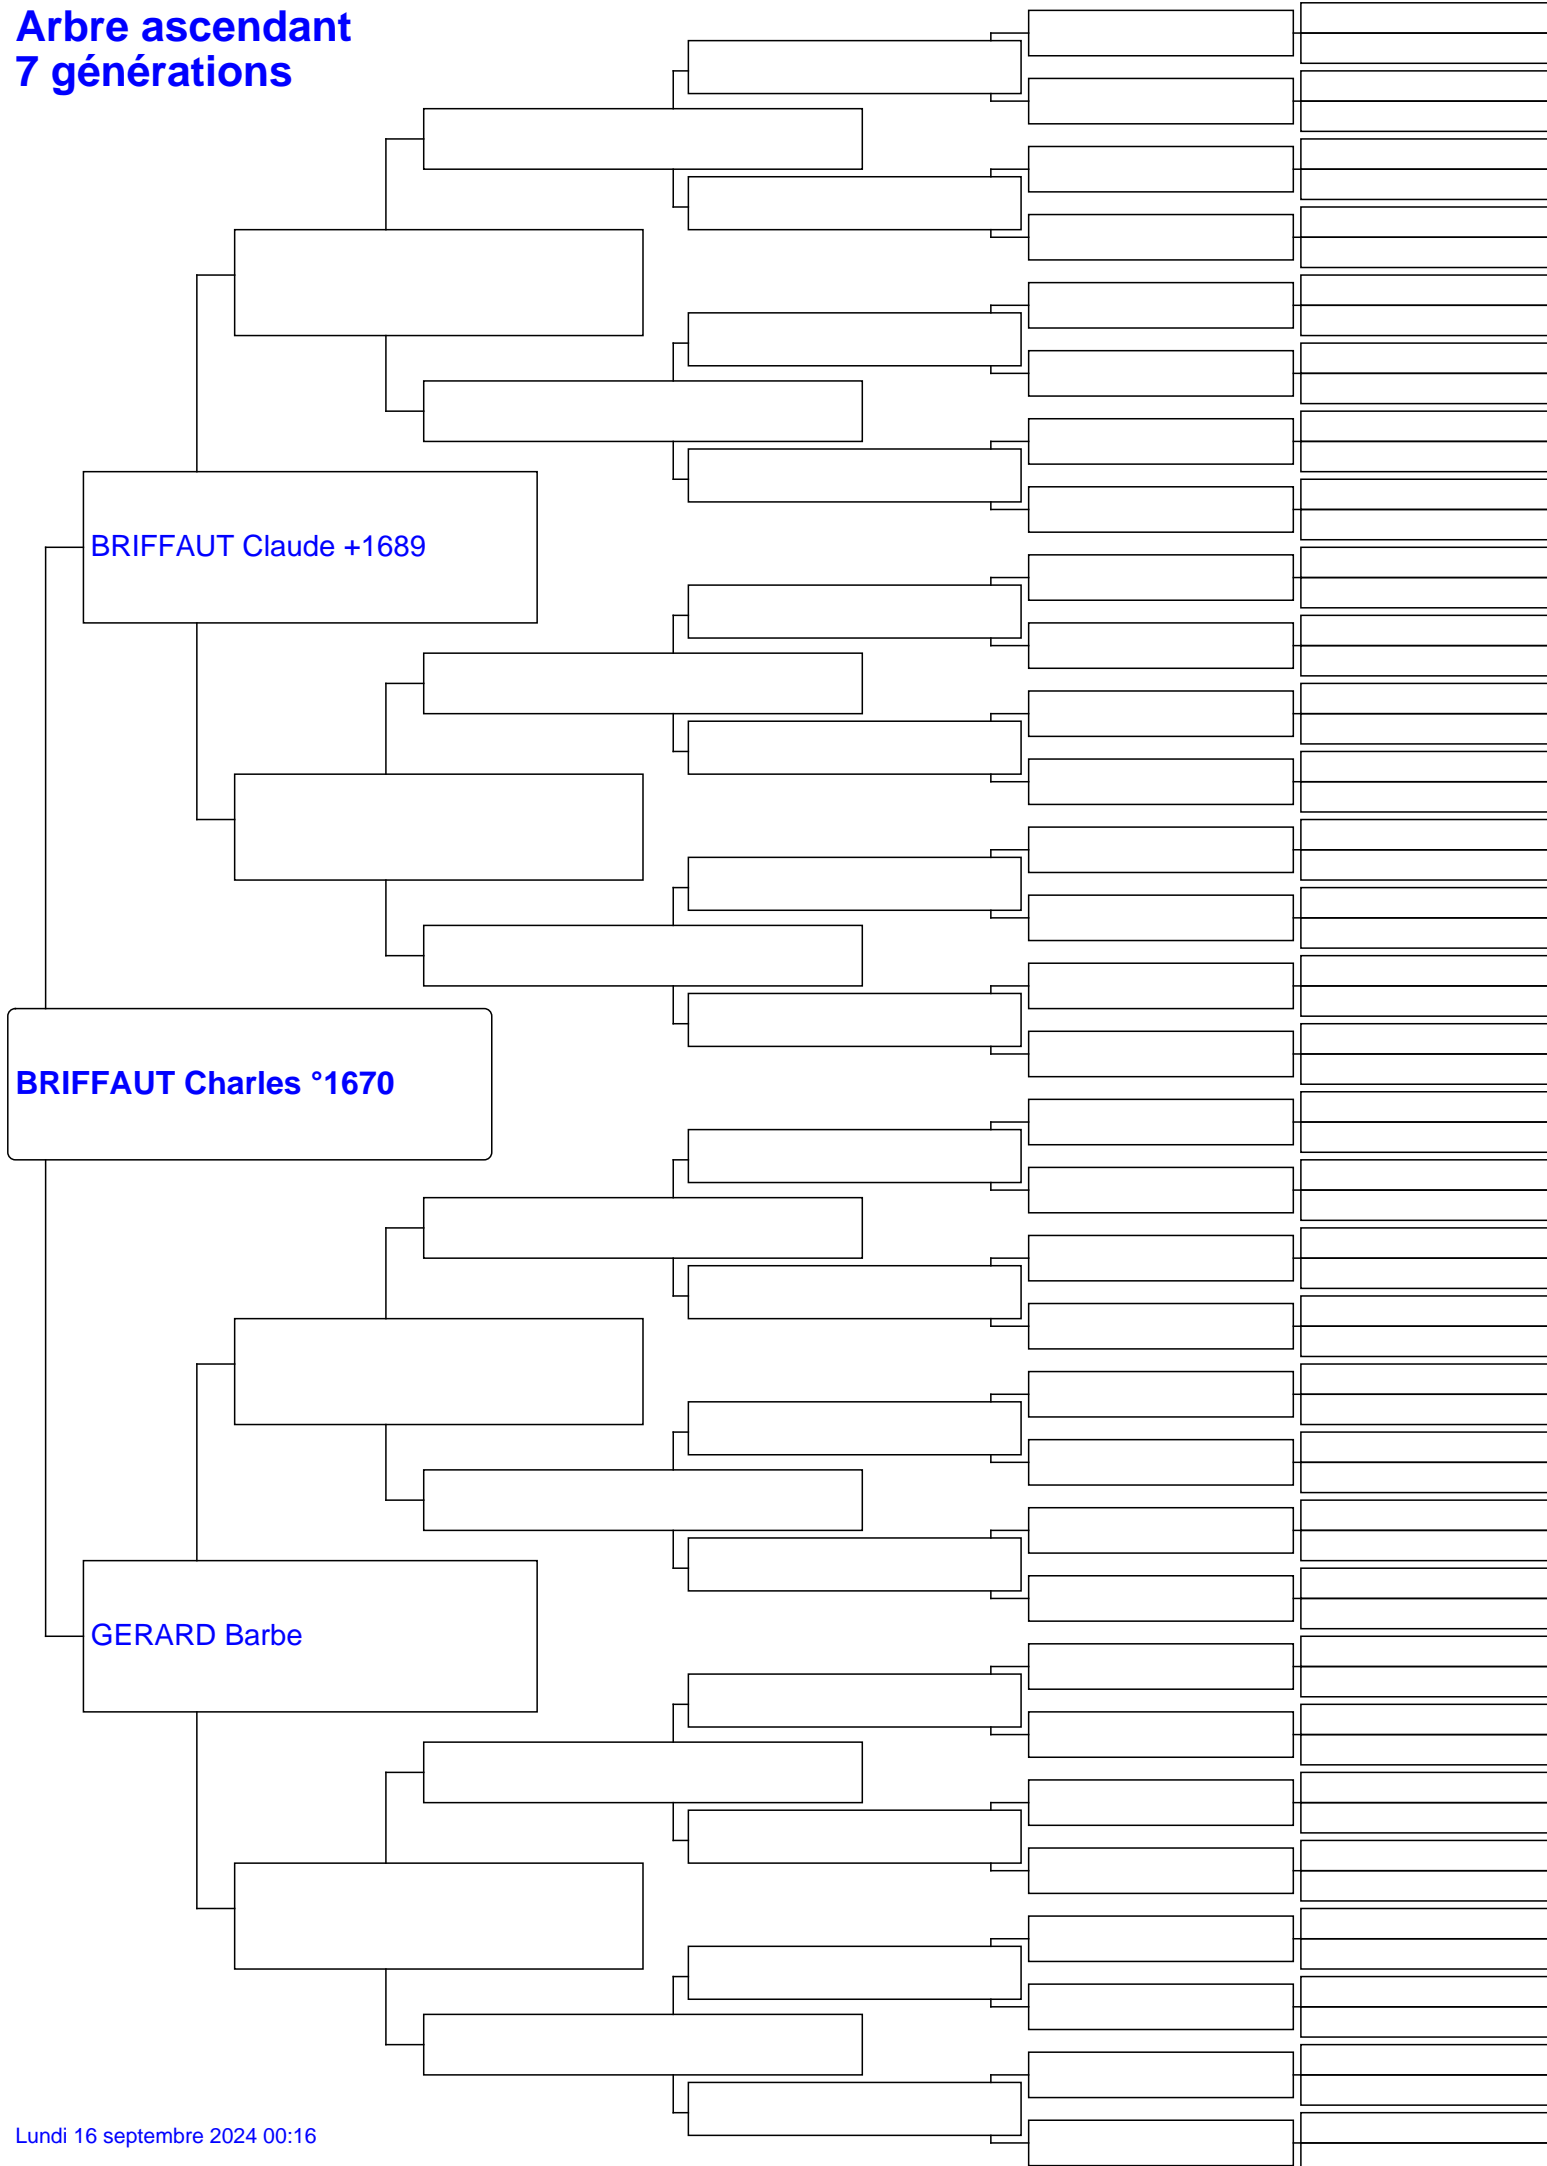 Arbre ascendant
7 générations
BRIFFAUT Claude +1689
BRIFFAUT Charles °1670
GERARD Barbe
Lundi 16 septembre 2024 00:16